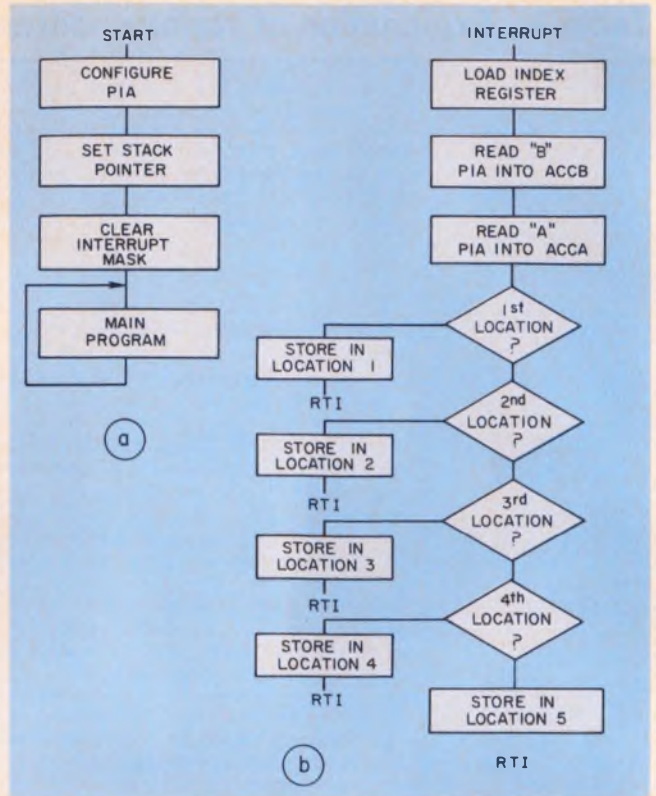 START
CONFIGURE
PIA
SET STACK
POINTER
CLEAR
INTERRUPT
MASK
MAIN
PROGRAM
a
INTERRUPT
LOAD INDEX
REGISTER
READ "B"
PIA INTO ACCB
READ "A"
PIA INTO ACCA
1st
LOCATION
?
STORE IN
LOCATION 1
RTI
2nd
LOCATION
?
STORE IN
LOCATION 2
RTI
3rd
LOCATION
?
STORE IN
LOCATION 3
RTI
4th
LOCATION
?
STORE IN
LOCATION 4
RTI
STORE IN
LOCATION 5
RTI
b